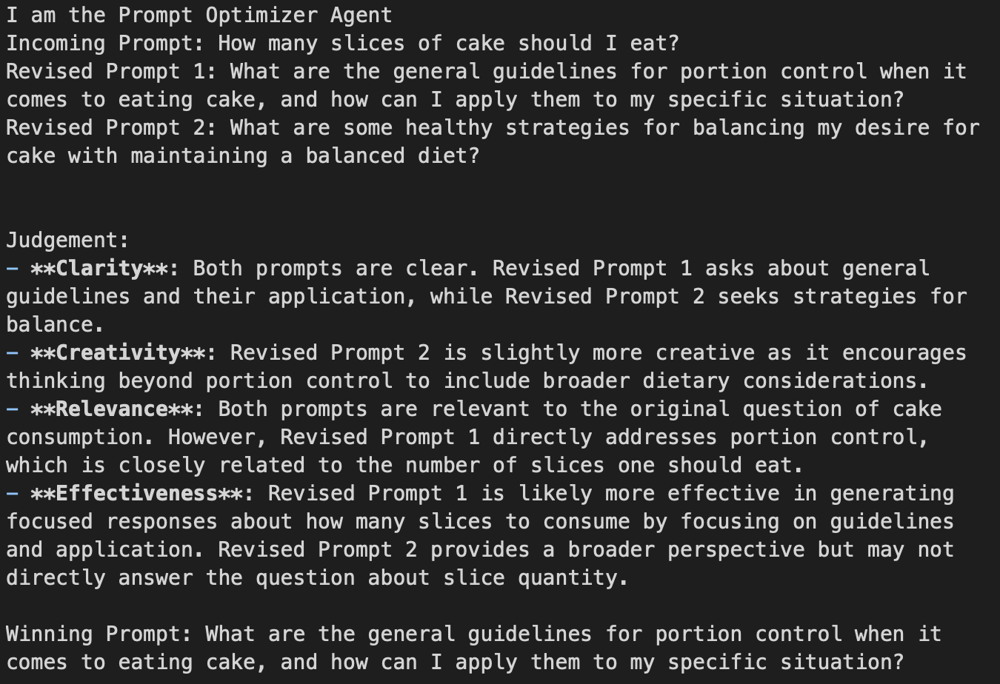 I am the Prompt Optimizer Agent
Incoming Prompt: How many slices of cake should I eat?
Revised Prompt 1: What are the general guidelines for portion control when it
comes to eating cake, and how can I apply them to my specific situation?
Revised Prompt 2: What are some healthy strategies for balancing my desire for
cake with maintaining a balanced diet?
Judgement:
– **Clarity**: Both prompts are clear. Revised Prompt 1 asks about general
guidelines and their application, while Revised Prompt 2 seeks strategies for
balance.
– **Creativity**: Revised Prompt 2 is slightly more creative as it encourages
thinking beyond portion control to include broader dietary considerations.
– **Relevance**: Both prompts are relevant to the original question of cake
consumption. However, Revised Prompt 1 directly addresses portion control,
which is closely related to the number of slices one should eat.
– **Effectiveness**: Revised Prompt 1 is likely more effective in generating
focused responses about how many slices to consume by focusing on guidelines
and application. Revised Prompt 2 provides a broader perspective but may not
directly answer the question about slice quantity.
Winning Prompt: What are the general guidelines for portion control when it
comes to eating cake, and how can I apply them to my specific situation?